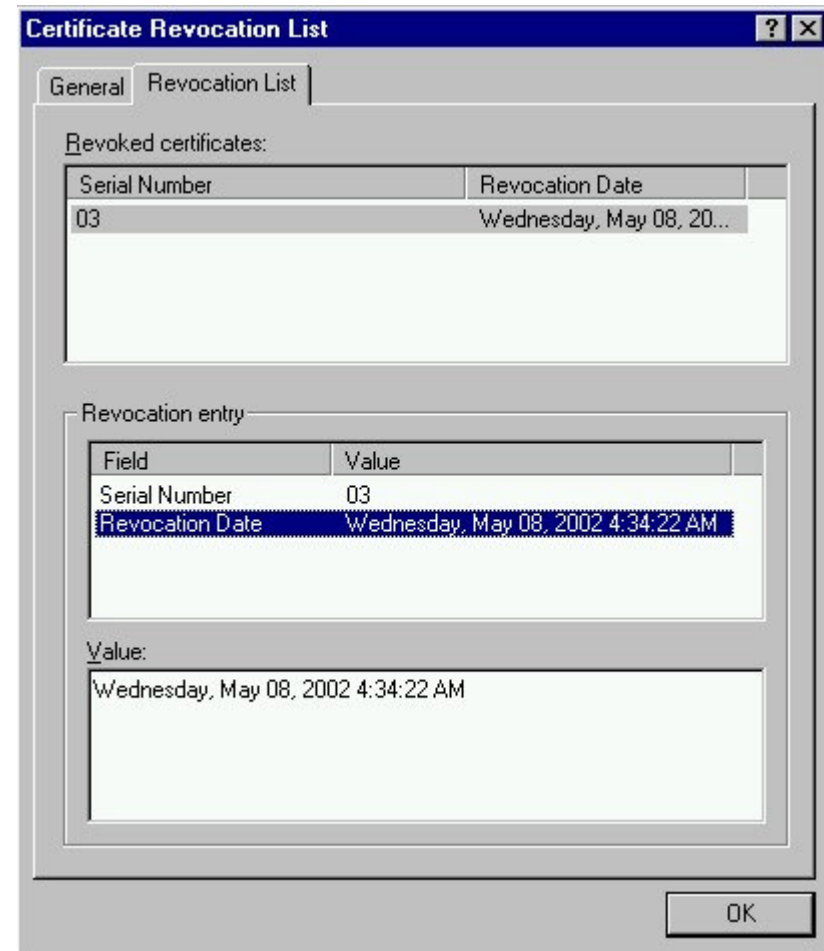 Certificate Revocation List
General Revocation List
Revoked certificates:
Serial Number Revocation Date
03 Wednesday, May 08, 20...
Revocation entry
Field Value
Serial Number 03
Revocation Date Wednesday, May 08, 2002 4:34:22 AM
Value:
Wednesday, May 08, 2002 4:34:22 AM
OK